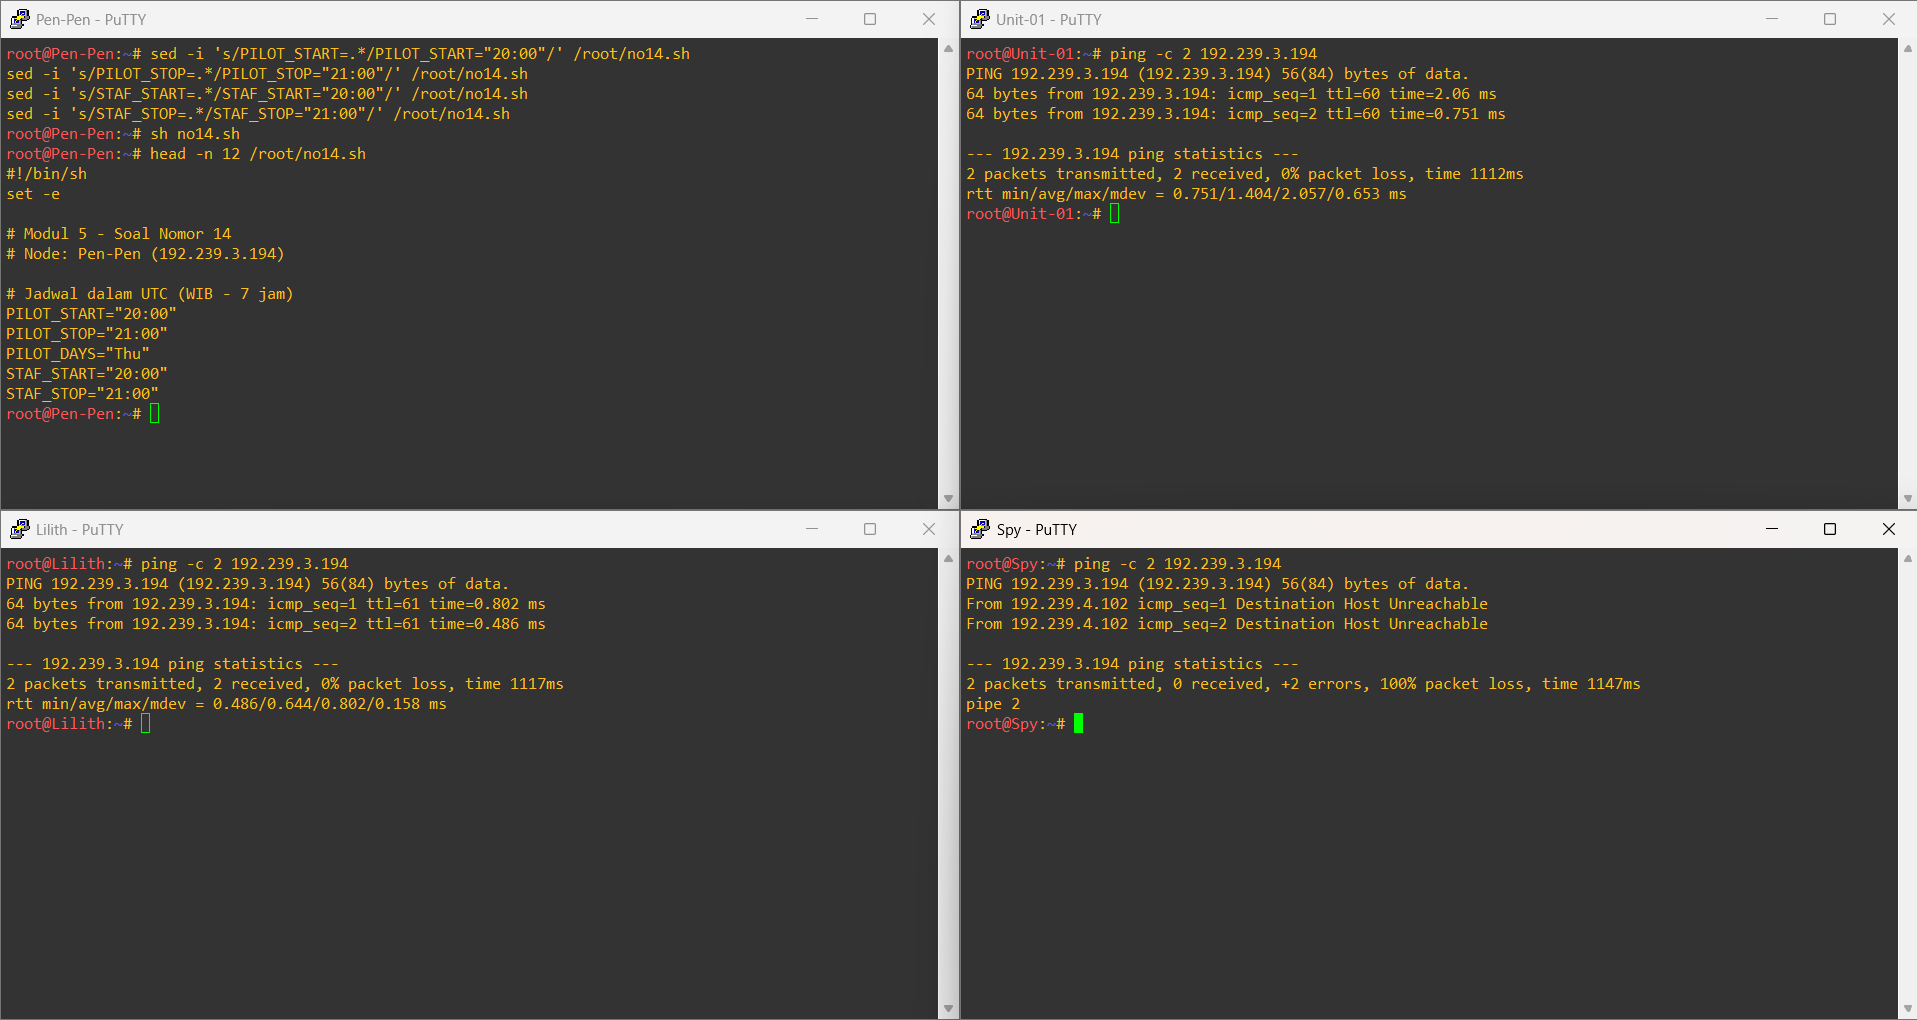 Pen-Pen - PuTTY
root@Pen-Pen:~# sed -i 's/PILOT_START=.*/PILOT_START="20:00"/' /root/no14.sh
sed -i 's/PILOT_STOP=.*/PILOT_STOP="21:00"/' /root/no14.sh
sed -i 's/STAF_START=.*/STAF_START="20:00"/' /root/no14.sh
sed -i 's/STAF_STOP=.*/STAF_STOP="21:00"/' /root/no14.sh
root@Pen-Pen:~# sh no14.sh
root@Pen-Pen:~# head -n 12 /root/no14.sh
#!/bin/sh
set -e

# Modul 5 - Soal Nomor 14
# Node: Pen-Pen (192.239.3.194)

# Jadwal dalam UTC (WIB - 7 jam)
PILOT_START="20:00"
PILOT_STOP="21:00"
PILOT_DAYS="Thu"
STAF_START="20:00"
STAF_STOP="21:00"
root@Pen-Pen:~#
Unit-01 - PuTTY
root@Unit-01:~# ping -c 2 192.239.3.194
PING 192.239.3.194 (192.239.3.194) 56(84) bytes of data.
64 bytes from 192.239.3.194: icmp_seq=1 ttl=60 time=2.06 ms
64 bytes from 192.239.3.194: icmp_seq=2 ttl=60 time=0.751 ms

--- 192.239.3.194 ping statistics ---
2 packets transmitted, 2 received, 0% packet loss, time 1112ms
rtt min/avg/max/mdev = 0.751/1.404/2.057/0.653 ms
root@Unit-01:~#
Lilith - PuTTY
root@Lilith:~# ping -c 2 192.239.3.194
PING 192.239.3.194 (192.239.3.194) 56(84) bytes of data.
64 bytes from 192.239.3.194: icmp_seq=1 ttl=61 time=0.802 ms
64 bytes from 192.239.3.194: icmp_seq=2 ttl=61 time=0.486 ms

--- 192.239.3.194 ping statistics ---
2 packets transmitted, 2 received, 0% packet loss, time 1117ms
rtt min/avg/max/mdev = 0.486/0.644/0.802/0.158 ms
root@Lilith:~#
Spy - PuTTY
root@Spy:~# ping -c 2 192.239.3.194
PING 192.239.3.194 (192.239.3.194) 56(84) bytes of data.
From 192.239.4.102 icmp_seq=1 Destination Host Unreachable
From 192.239.4.102 icmp_seq=2 Destination Host Unreachable

--- 192.239.3.194 ping statistics ---
2 packets transmitted, 0 received, +2 errors, 100% packet loss, time 1147ms
pipe 2
root@Spy:~#